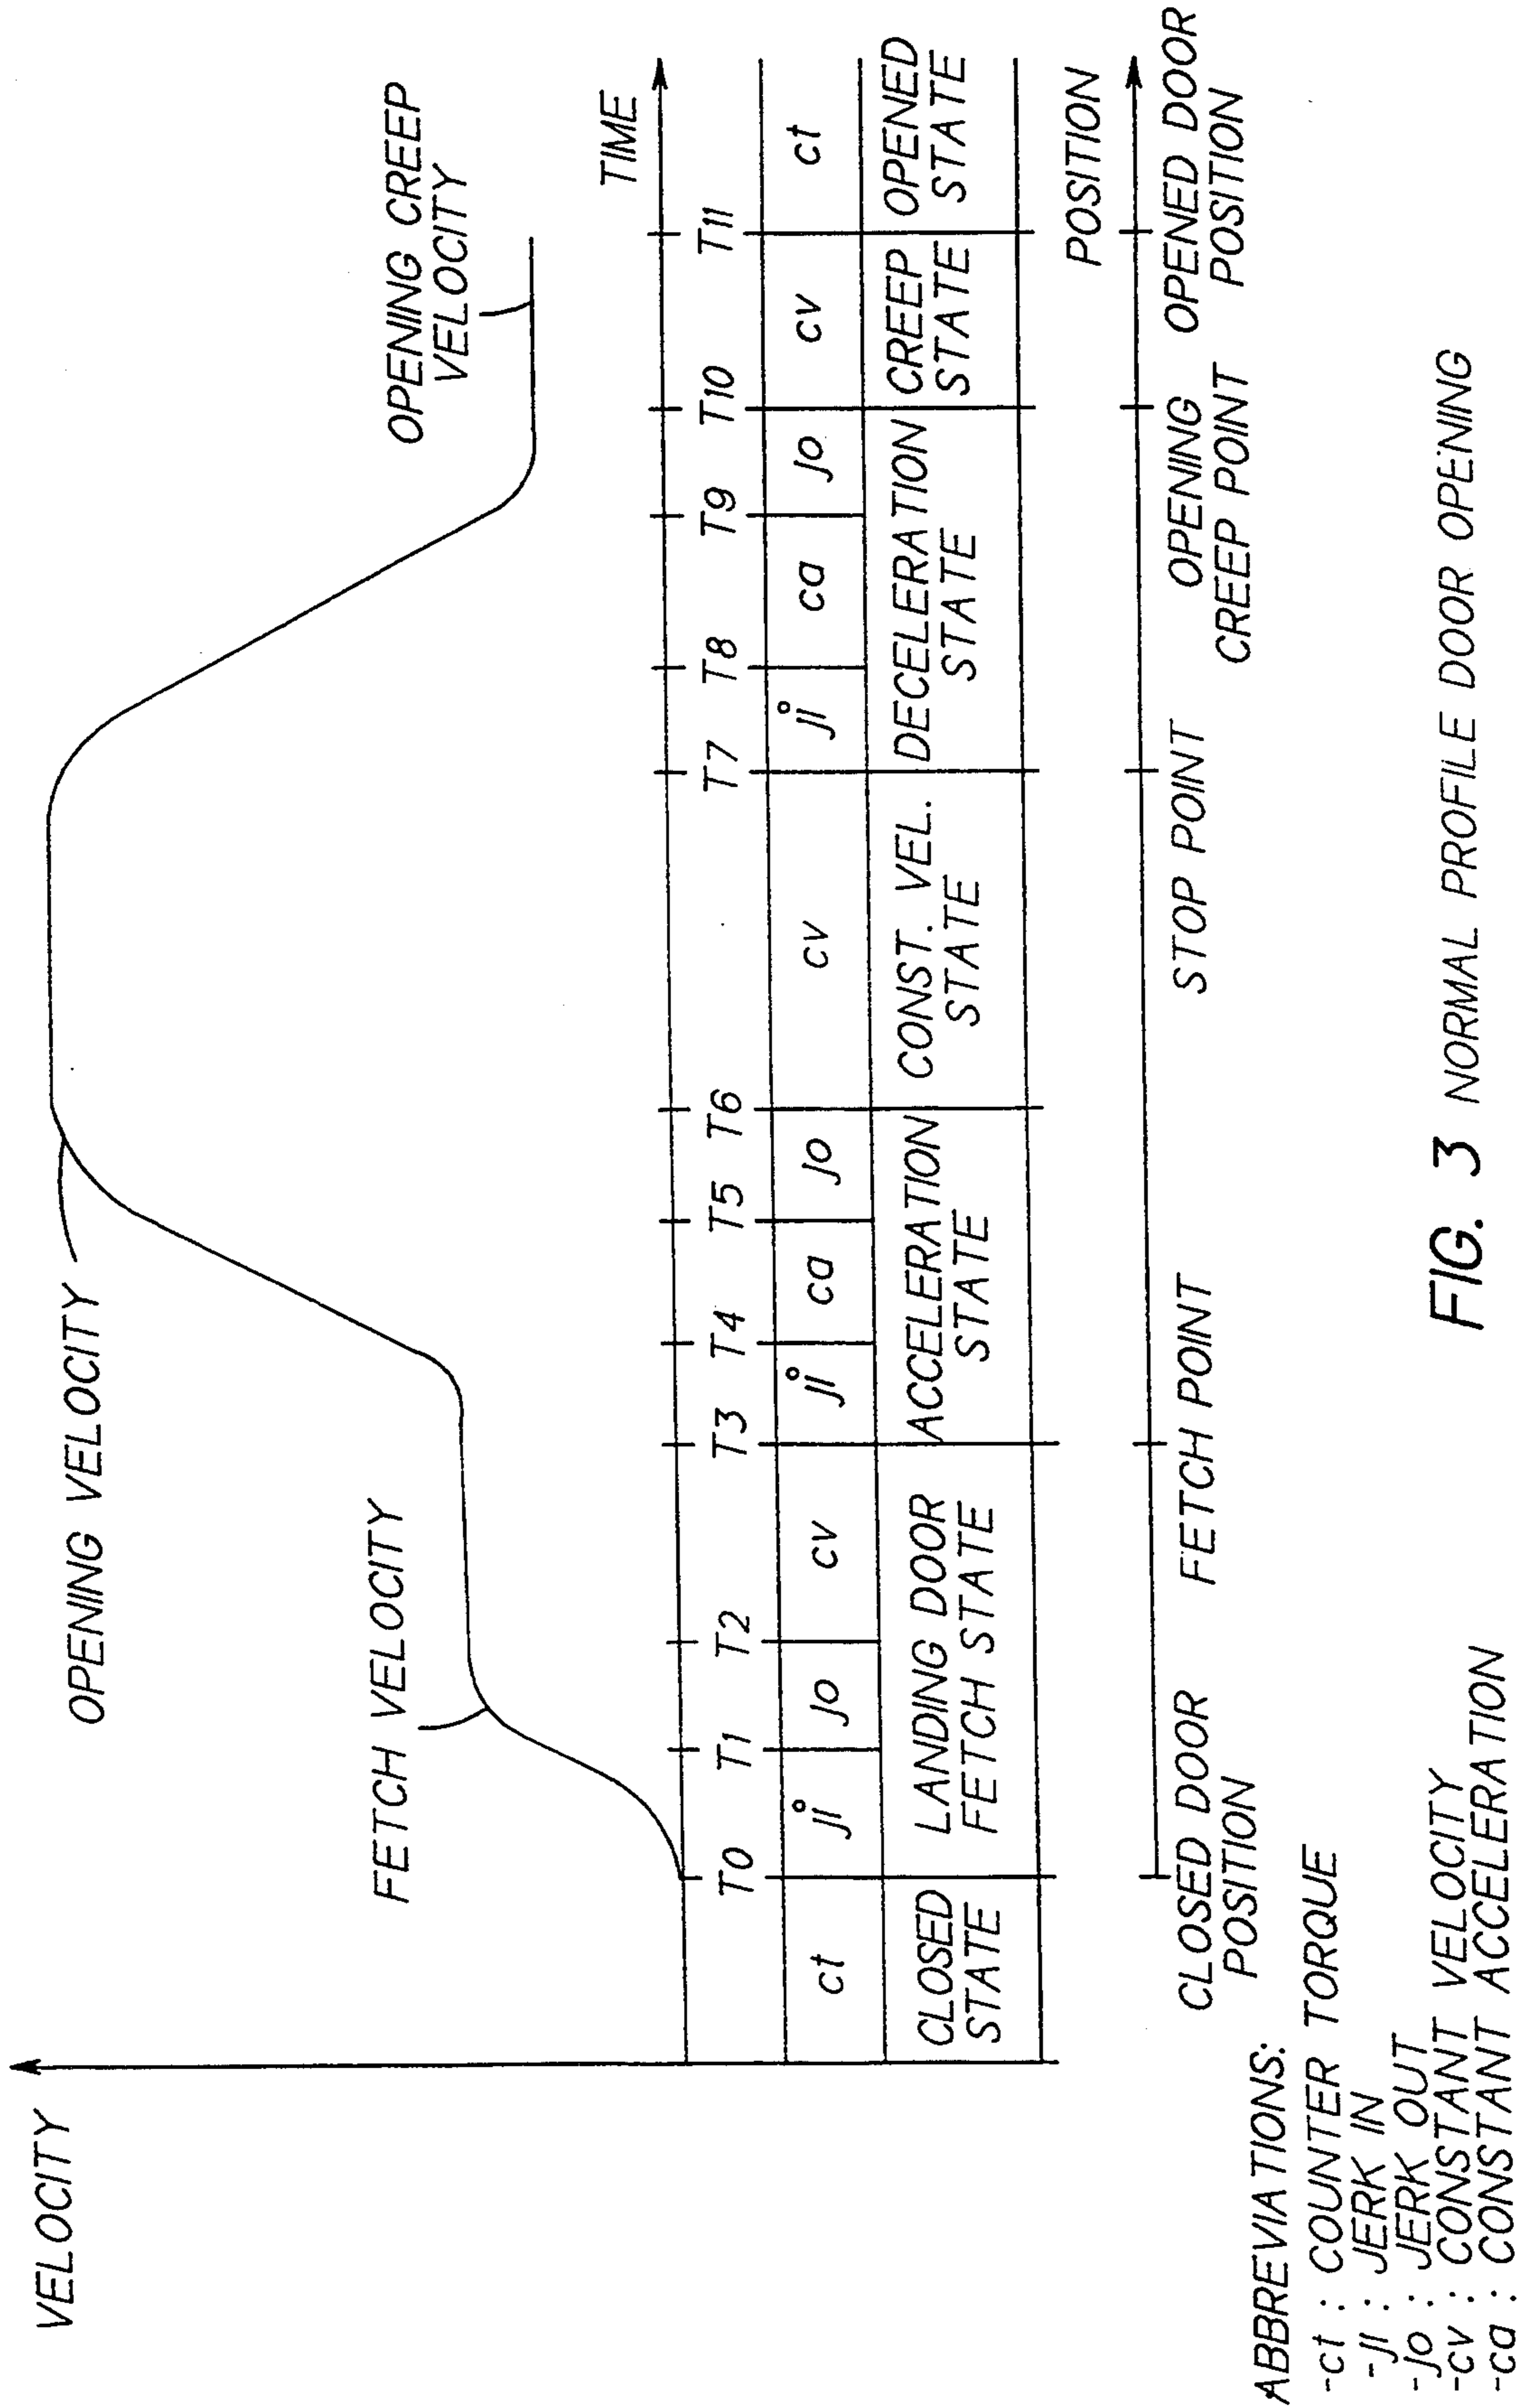 VELOCITY
OPENING VELOCITY
FETCH VELOCITY
OPENING CREEP
VELOCITY
TIME
T0 T1 T2 T3 T4 T5 T6 T7 T8 T9 T10 T11
ct ji jo cv ji ca jo cv ji ca jo cv ct
CLOSED
STATE
LANDING DOOR
FETCH STATE
ACCELERATION
STATE
CONST. VEL.
STATE
DECELERATION
STATE
CREEP
STATE
OPENED
STATE
POSITION
CLOSED DOOR
POSITION
FETCH POINT
STOP POINT
OPENING
CREEP POINT
OPENED DOOR
POSITION
ABBREVIATIONS:
-ct : COUNTER TORQUE
-ji : JERK IN
-jo : JERK OUT
-cv : CONSTANT VELOCITY
-ca : CONSTANT ACCELERATION
FIG. 3 NORMAL PROFILE DOOR OPENING